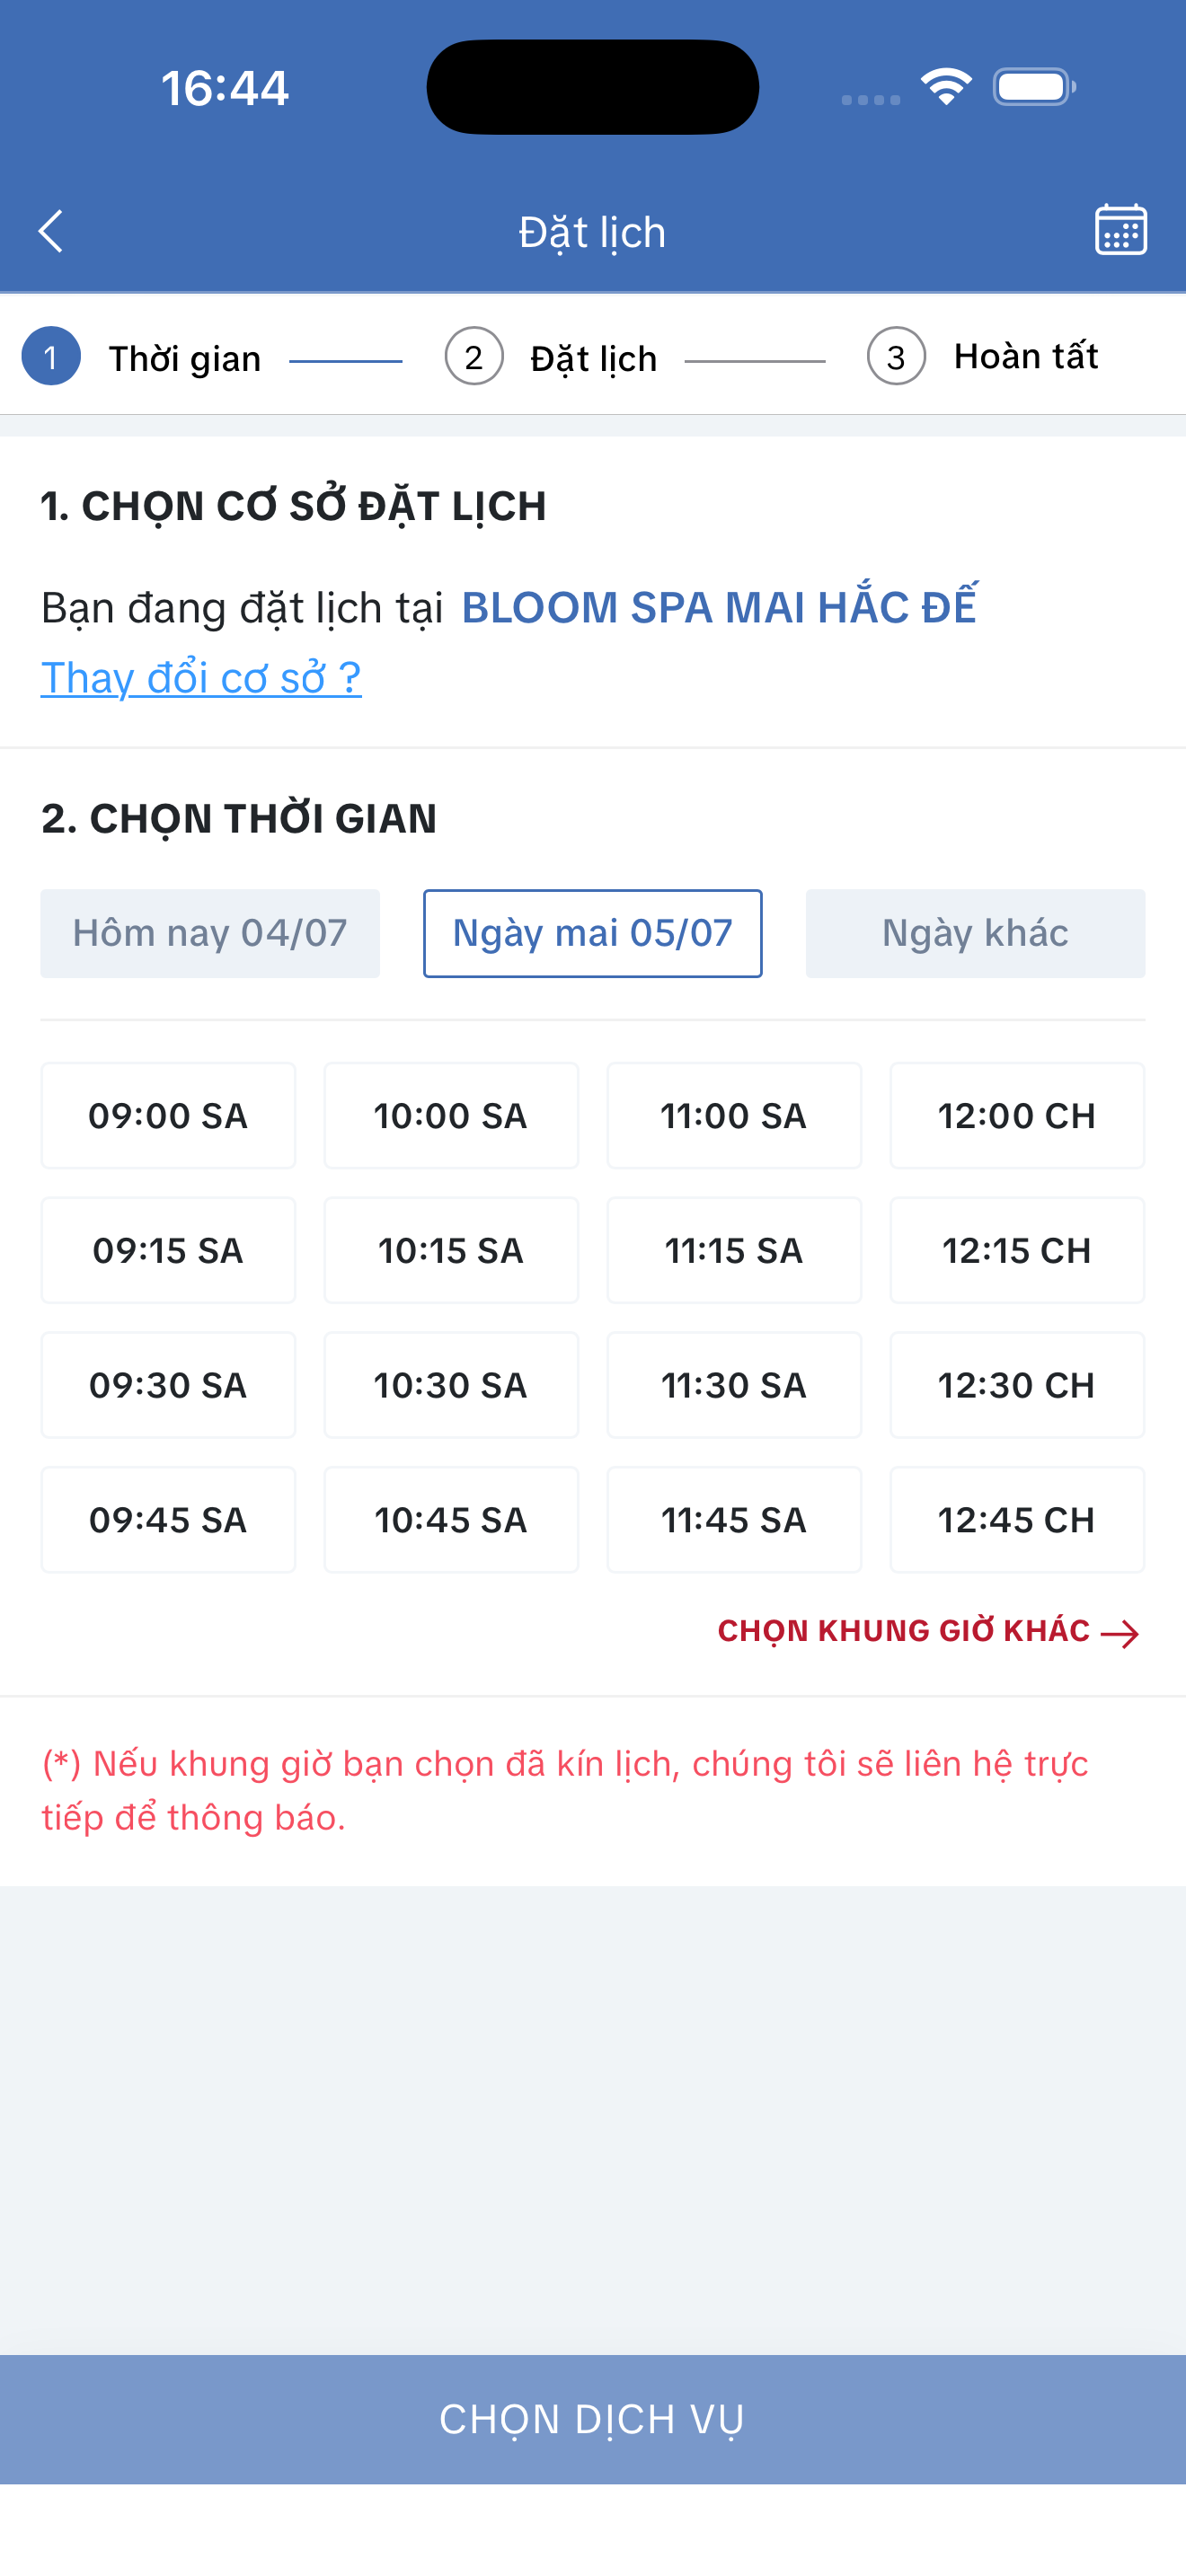 16:44
Đặt lịch
1 Thời gian 2 Đặt lịch 3 Hoàn tất
1. CHỌN CƠ SỞ ĐẶT LỊCH
Bạn đang đặt lịch tại BLOOM SPA MAI HẮC ĐẾ
Thay đổi cơ sở ?
2. CHỌN THỜI GIAN
Hôm nay 04/07 Ngày mai 05/07 Ngày khác
09:00 SA 10:00 SA 11:00 SA 12:00 CH
09:15 SA 10:15 SA 11:15 SA 12:15 CH
09:30 SA 10:30 SA 11:30 SA 12:30 CH
09:45 SA 10:45 SA 11:45 SA 12:45 CH
CHỌN KHUNG GIỜ KHÁC
(*) Nếu khung giờ bạn chọn đã kín lịch, chúng tôi sẽ liên hệ trực
tiếp để thông báo.
CHỌN DỊCH VỤ